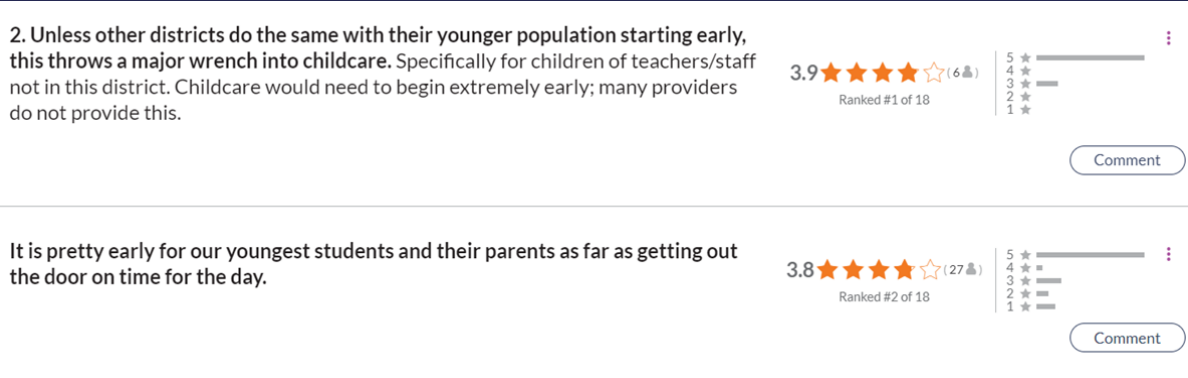 2. Unless other districts do the same with their younger population starting early,
this throws a major wrench into childcare. Specifically for children of teachers/staff
not in this district. Childcare would need to begin extremely early; many providers
do not provide this.
3.9 (6)
Ranked #1 of 18
5
4
3
2
1
Comment
It is pretty early for our youngest students and their parents as far as getting out
the door on time for the day.
3.8 (27)
Ranked #2 of 18
5
4
3
2
1
Comment